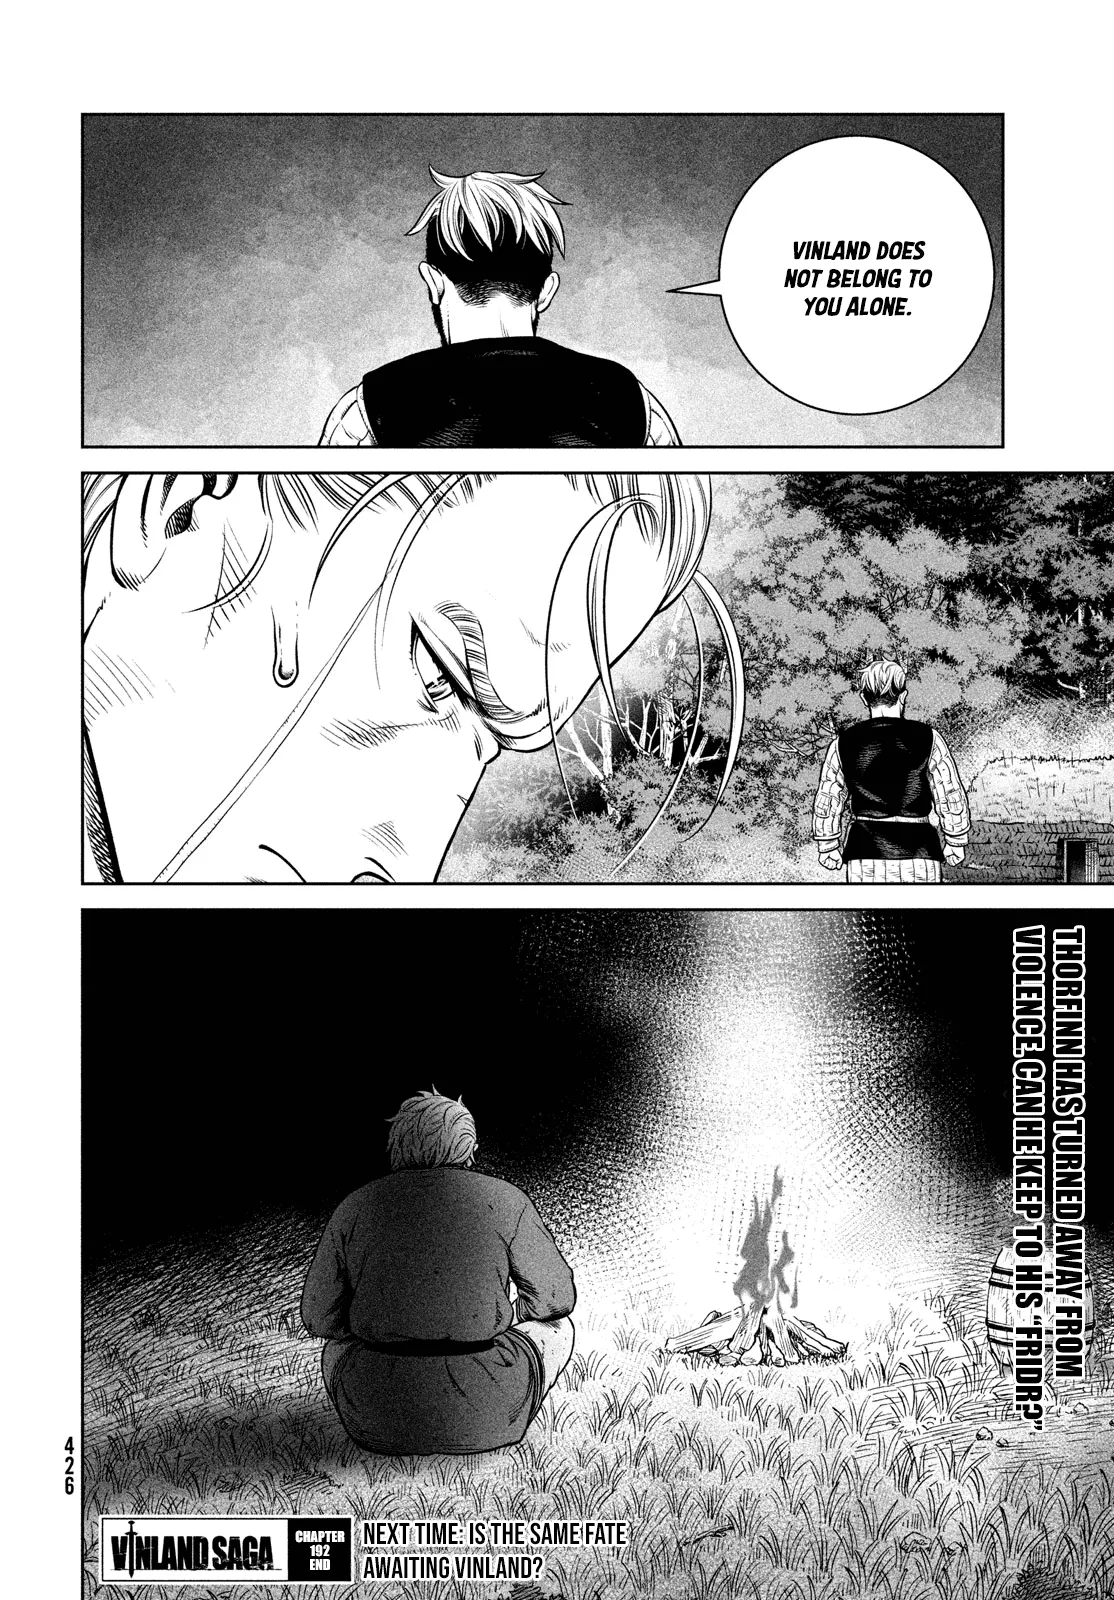 VINLAND DOES
NOT BELONG TO
YOU ALONE.
THORFINN HAS TURNED AWAY FROM
VIOLENCE. CAN HE KEEP TO HIS "FRIDR?"
426
VINLAND SAGA
CHAPTER
192
END
NEXT TIME: IS THE SAME FATE
AWAITING VINLAND?